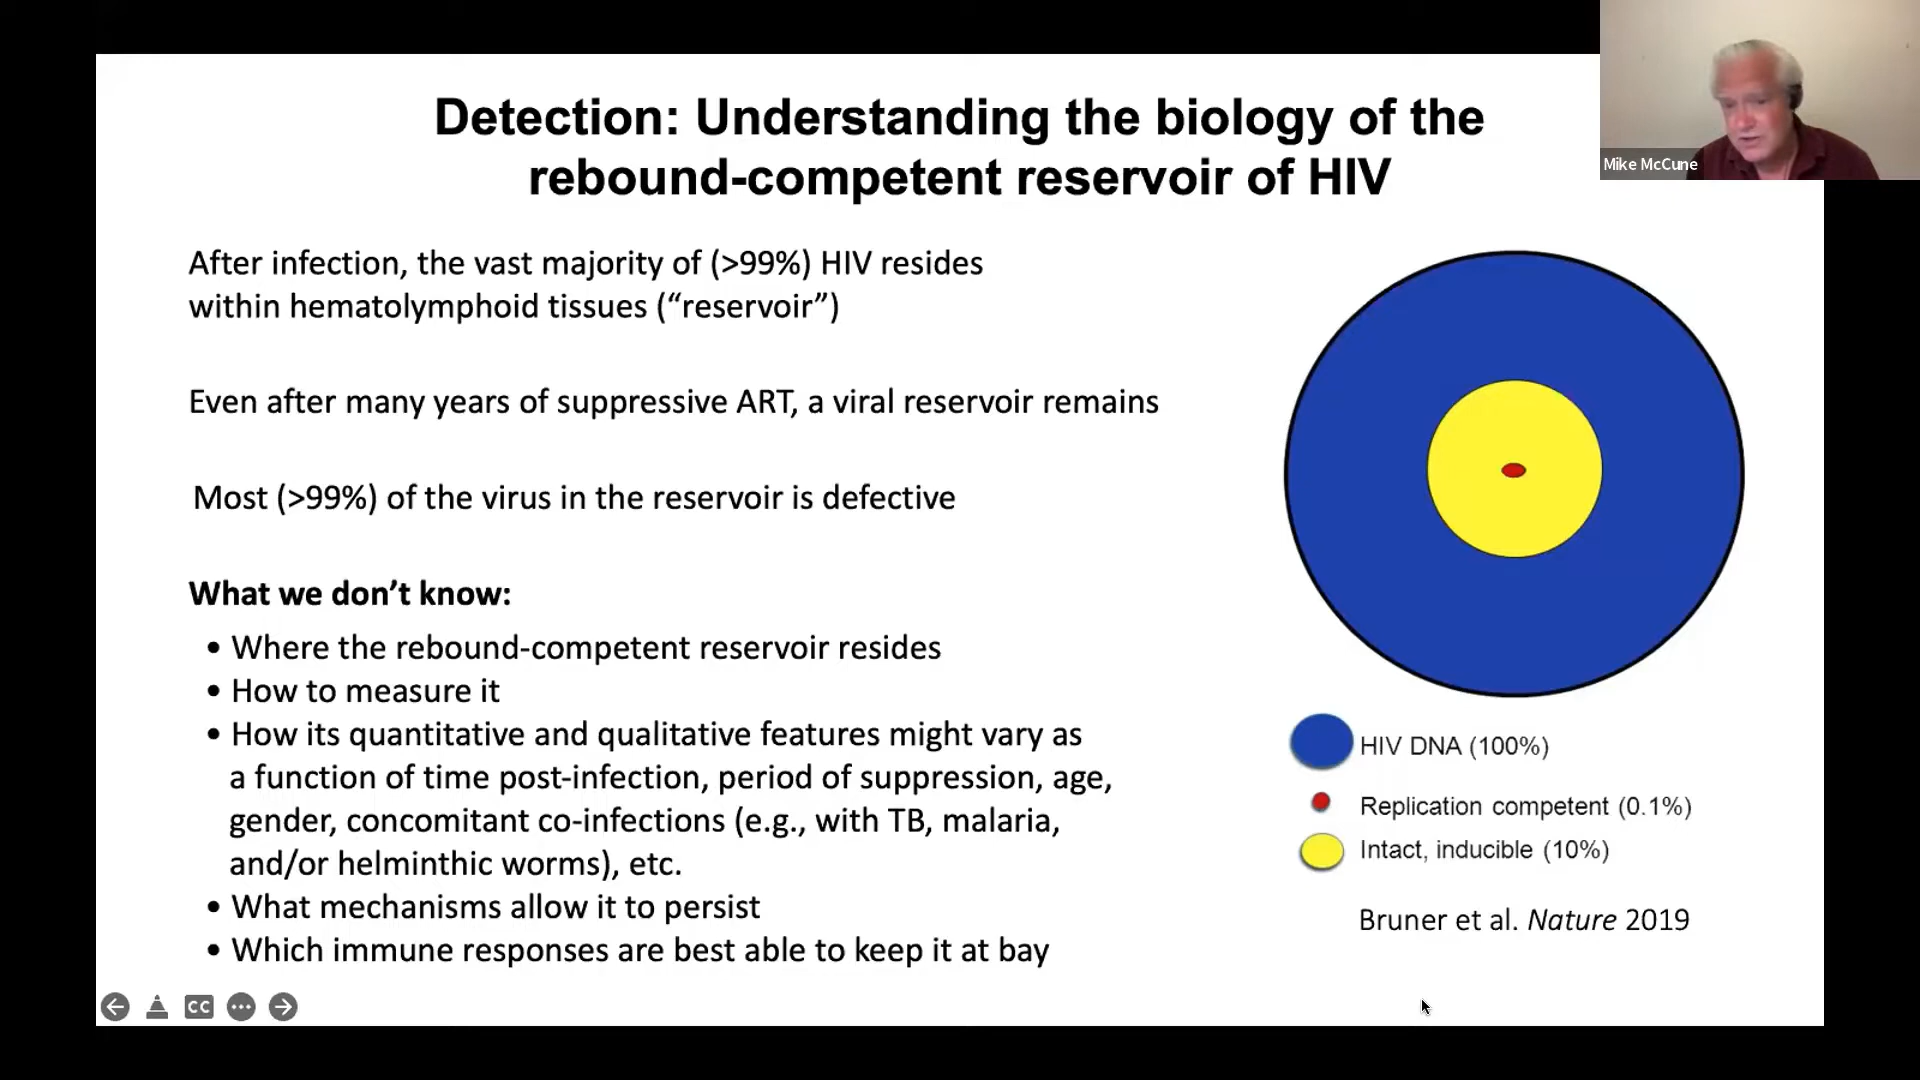 Detection: Understanding the biology of the
rebound-competent reservoir of HIV
Mike McCune
After infection, the vast majority of (>99%) HIV resides
within hematolymphoid tissues (“reservoir”)
Even after many years of suppressive ART, a viral reservoir remains
Most (>99%) of the virus in the reservoir is defective
What we don’t know:
• Where the rebound-competent reservoir resides
• How to measure it
• How its quantitative and qualitative features might vary as
a function of time post-infection, period of suppression, age,
gender, concomitant co-infections (e.g., with TB, malaria,
and/or helminthic worms), etc.
• What mechanisms allow it to persist
• Which immune responses are best able to keep it at bay
HIV DNA (100%)
Replication competent (0.1%)
Intact, inducible (10%)
Bruner et al. Nature 2019
CC